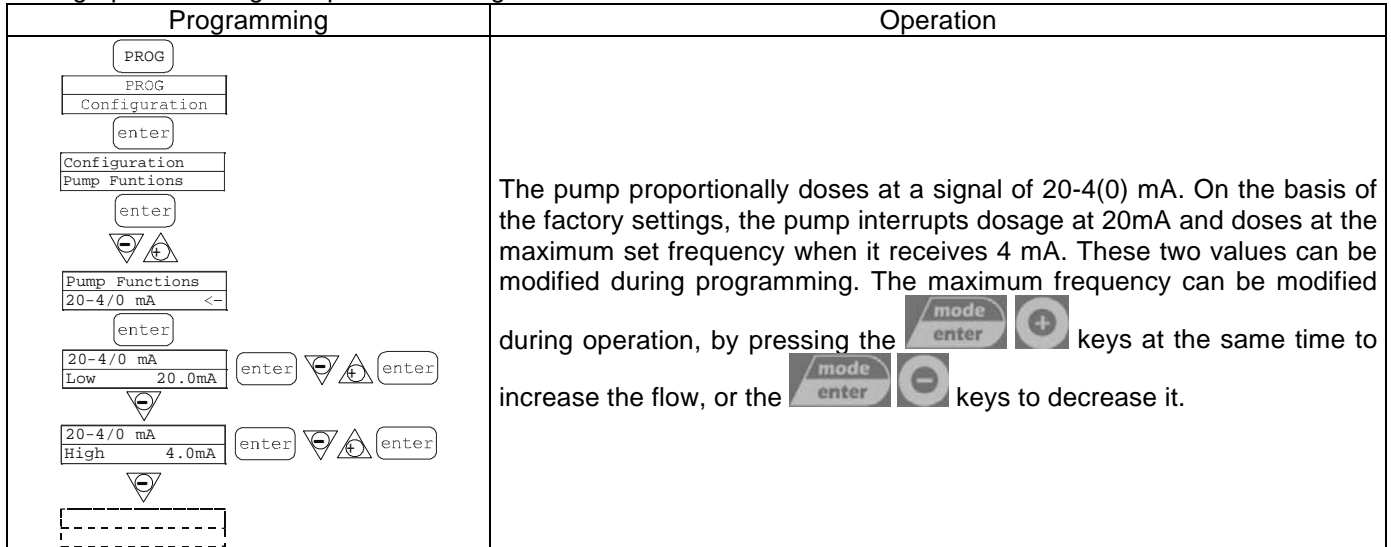 Programming
Operation
PROG
PROG
Configuration
enter
Configuration
Pump Funtions
enter
Pump Functions
20-4/0 mA <-
enter
20-4/0 mA
Low 20.0mA
enter
enter
20-4/0 mA
High 4.0mA
enter
enter
The pump proportionally doses at a signal of 20-4(0) mA. On the basis of
the factory settings, the pump interrupts dosage at 20mA and doses at the
maximum set frequency when it receives 4 mA. These two values can be
modified during programming. The maximum frequency can be modified
during operation, by pressing the mode enter + keys at the same time to
increase the flow, or the mode enter - keys to decrease it.